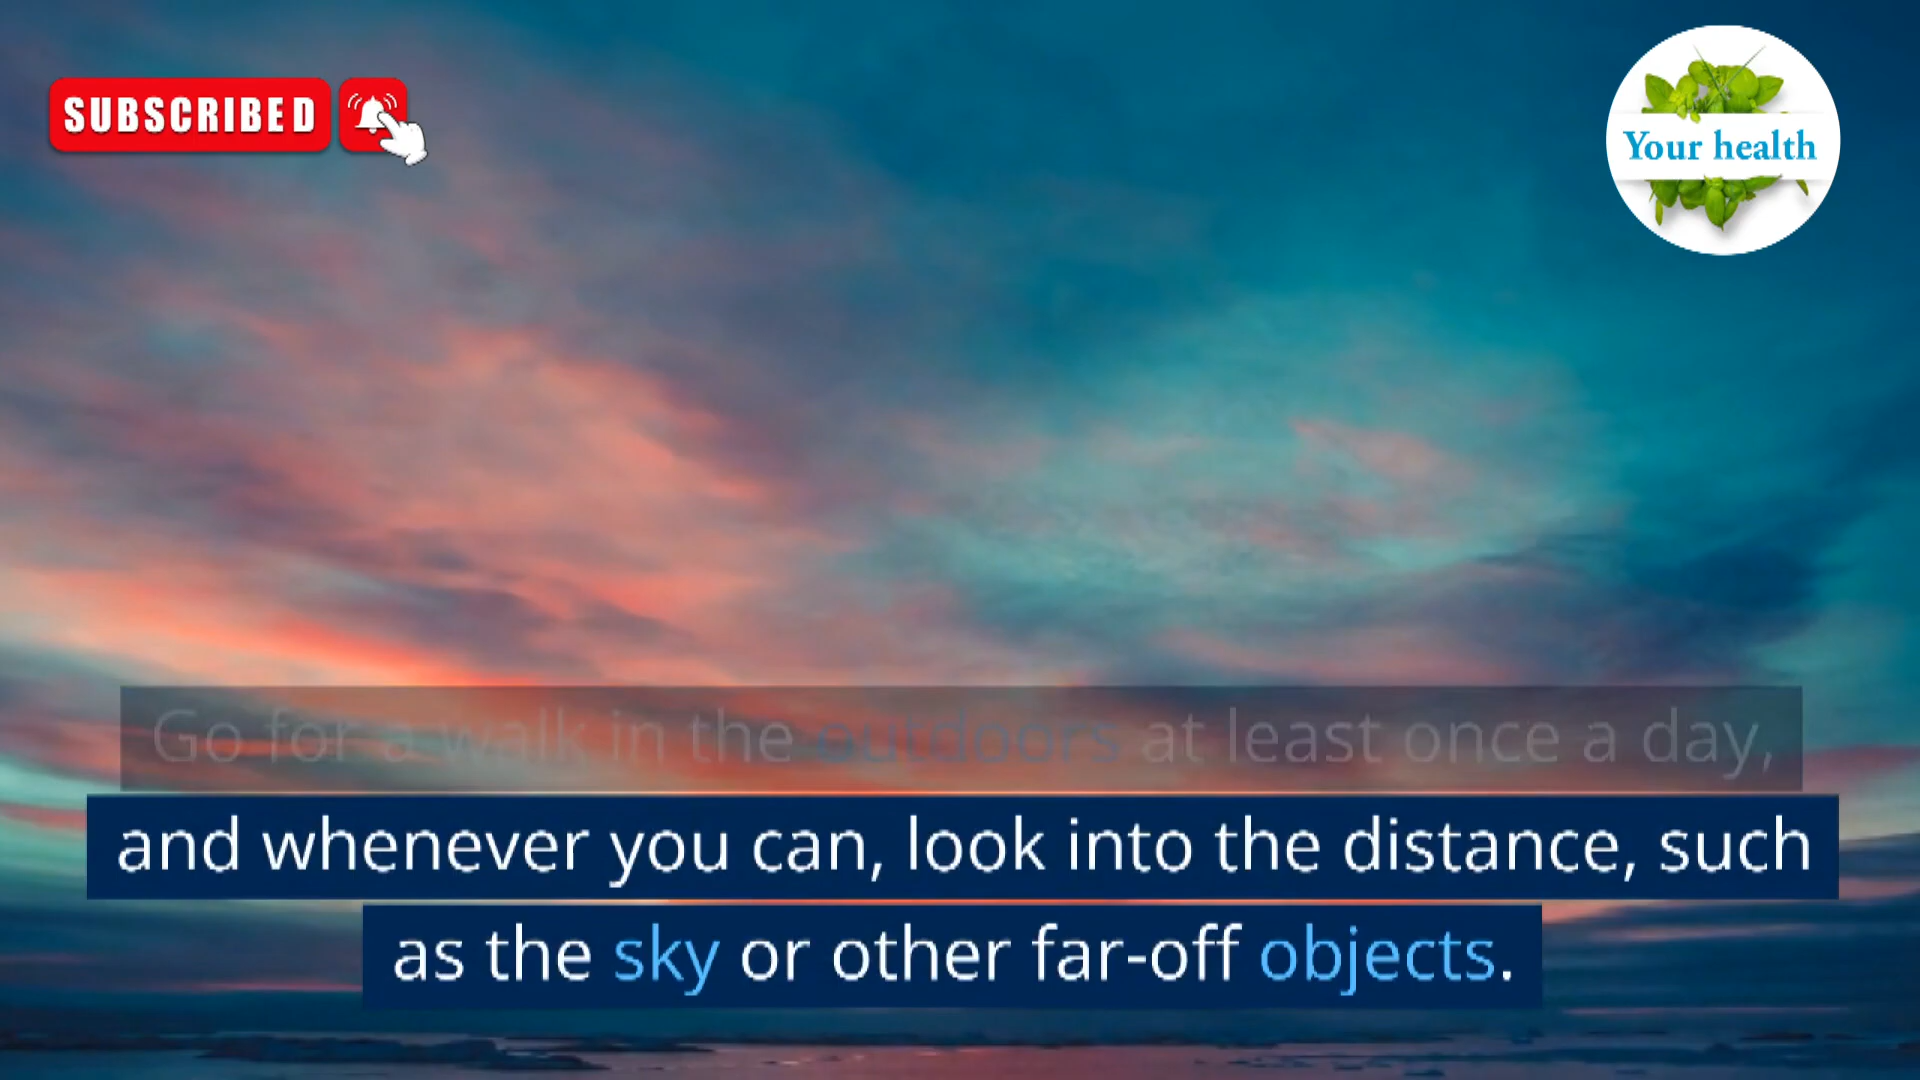 SUBSCRIBED
Your health
Go for a walk in the outdoors at least once a day,
and whenever you can, look into the distance, such
as the sky or other far-off objects.